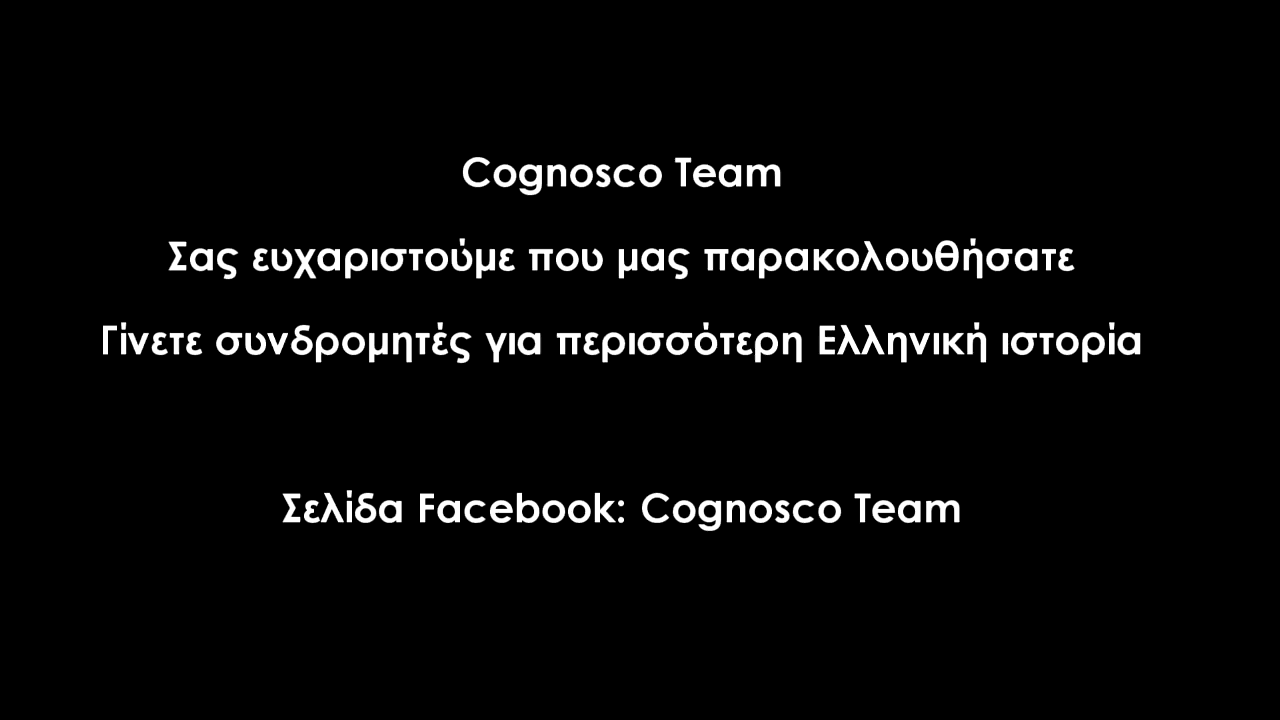 Cognosco Team
Σας ευχαριστούμε που μας παρακολουθήσατε
Γίνετε συνδρομητές για περισσότερη Ελληνική ιστορία
Σελίδα Facebook: Cognosco Team